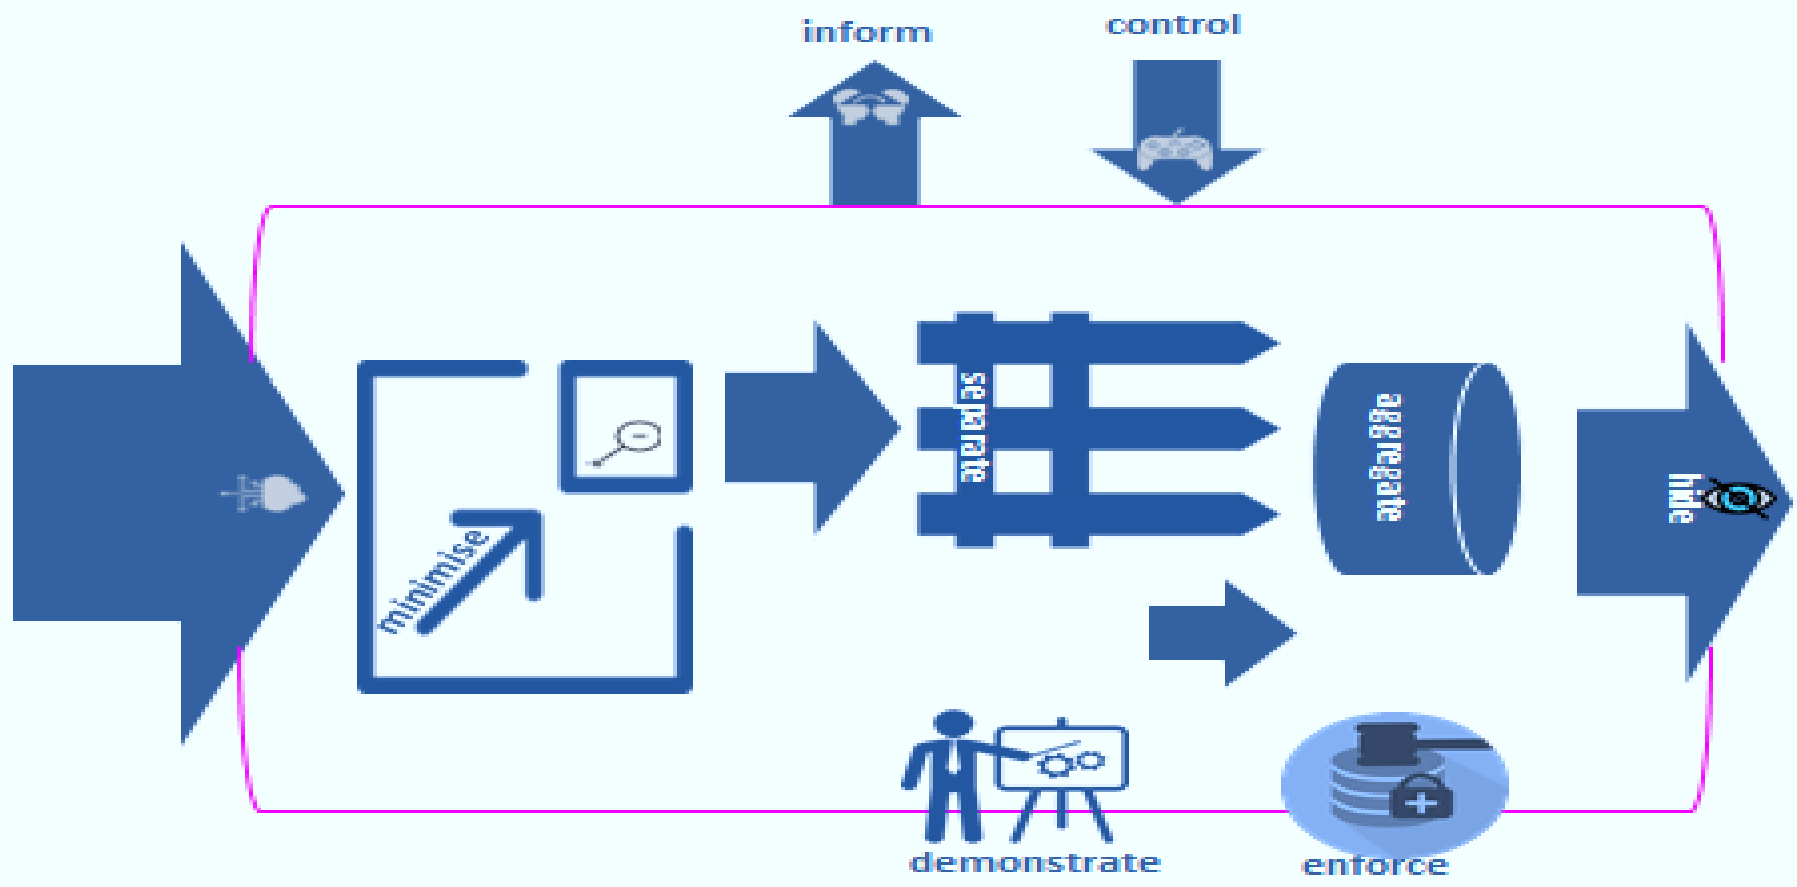 inform
control
minimise
separate
aggregate
hide
demonstrate
enforce